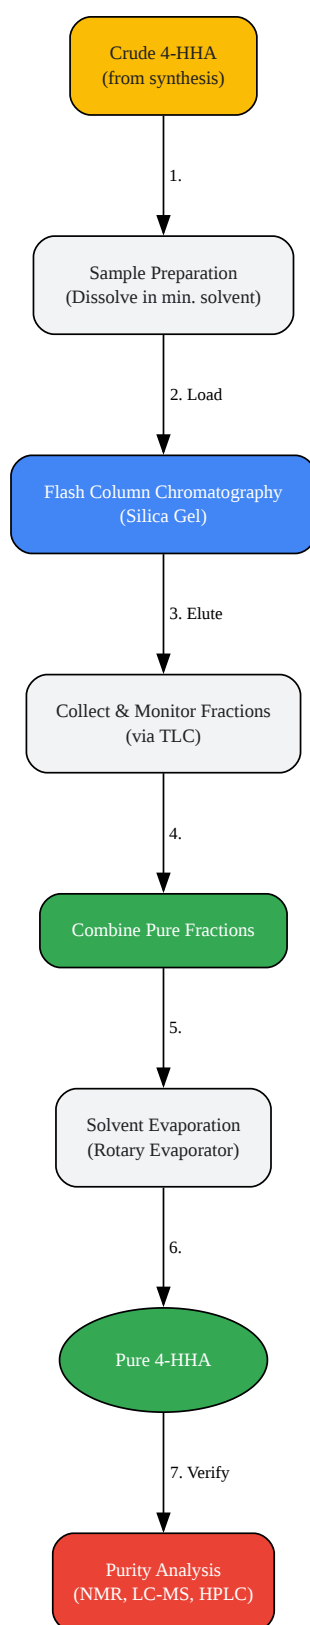 Crude 4-HHA
(from synthesis)
1.
Sample Preparation
(Dissolve in min. solvent)
2. Load
Flash Column Chromatography
(Silica Gel)
3. Elute
Collect & Monitor Fractions
(via TLC)
4.
Combine Pure Fractions
5.
Solvent Evaporation
(Rotary Evaporator)
6.
Pure 4-HHA
7. Verify
Purity Analysis
(NMR, LC-MS, HPLC)